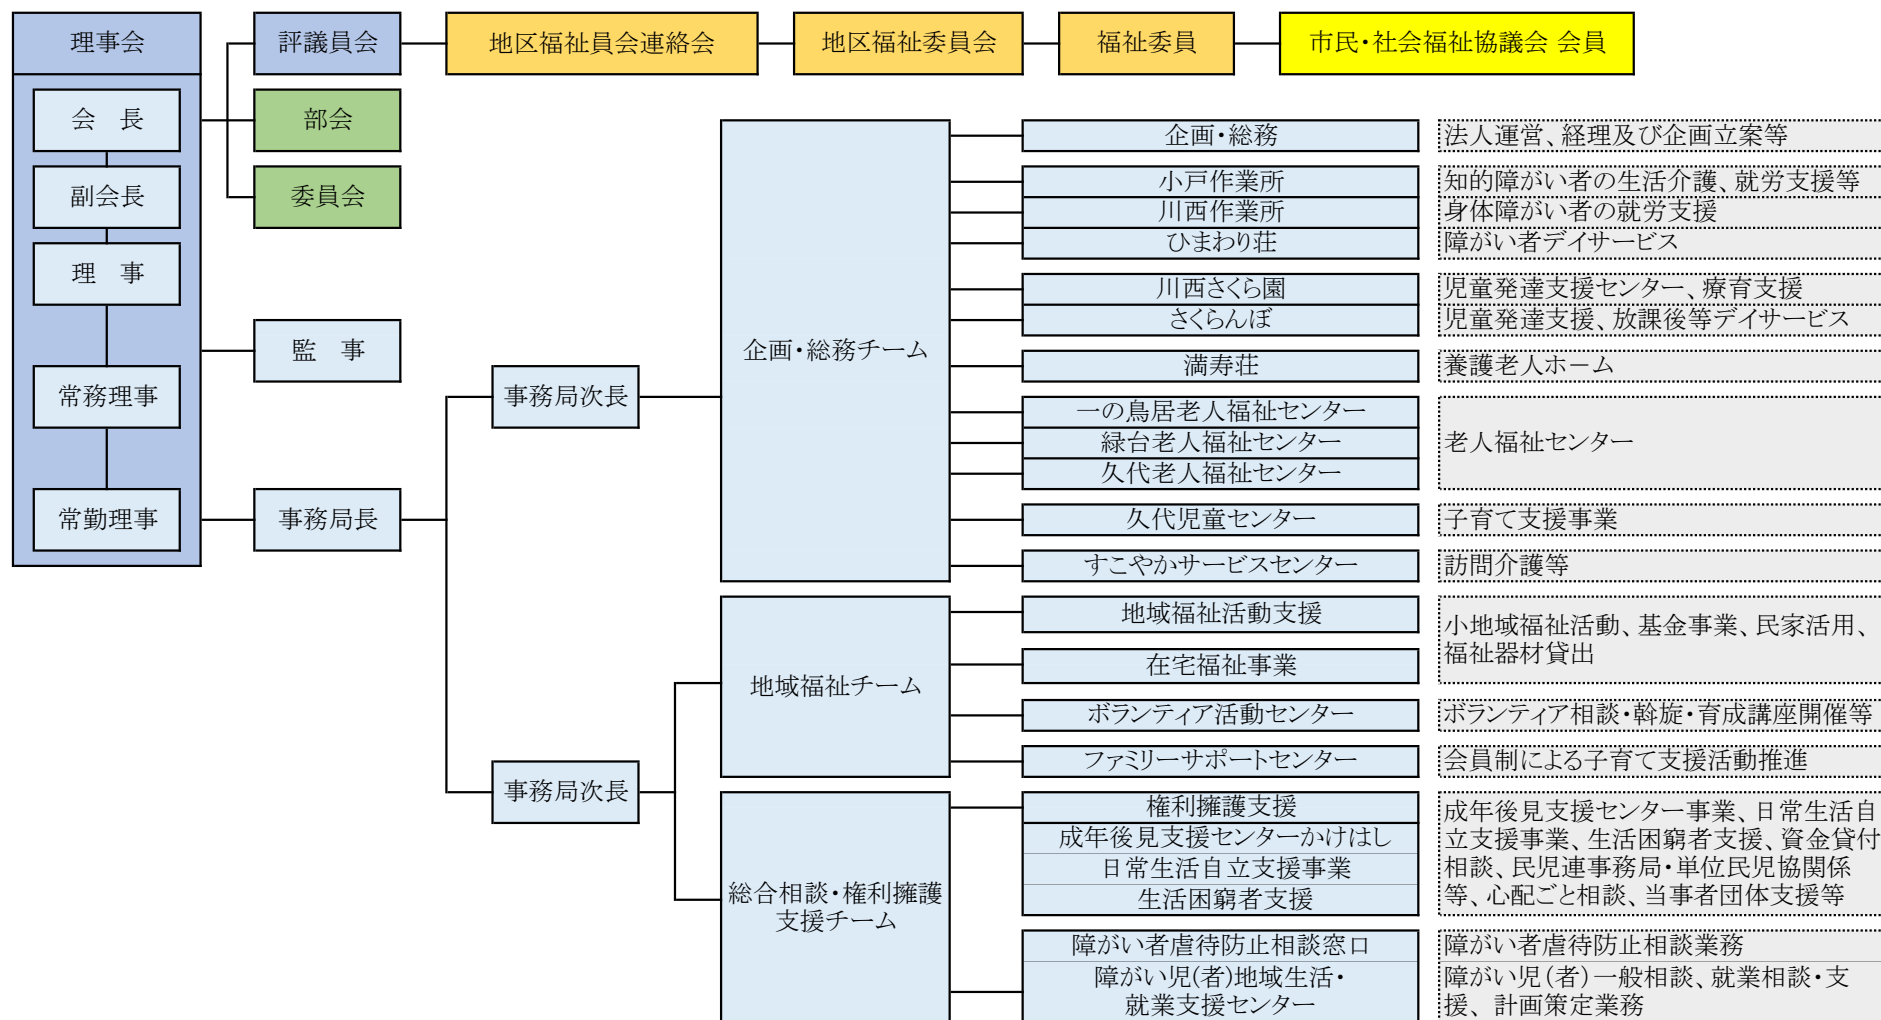 理事会
評議員会
地区福祉員会連絡会
地区福祉委員会
福祉委員
市民・社会福祉協議会 会員
会　長
副会長
理　事
常務理事
常勤理事
部会
委員会
監　事
事務局長
事務局次長
事務局次長
企画・総務チーム
企画・総務
法人運営、経理及び企画立案等
小戸作業所
知的障がい者の生活介護、就労支援等
川西作業所
身体障がい者の就労支援
ひまわり荘
障がい者デイサービス
川西さくら園
児童発達支援センター、療育支援
さくらんぼ
児童発達支援、放課後等デイサービス
満寿荘
養護老人ホーム
一の鳥居老人福祉センター
緑台老人福祉センター
久代老人福祉センター
老人福祉センター
久代児童センター
子育て支援事業
すこやかサービスセンター
訪問介護等
地域福祉チーム
地域福祉活動支援
在宅福祉事業
小地域福祉活動、基金事業、民家活用、
福祉器材貸出
ボランティア活動センター
ボランティア相談・斡旋・育成講座開催等
ファミリーサポートセンター
会員制による子育て支援活動推進
総合相談・権利擁護
支援チーム
権利擁護支援
成年後見支援センターかけはし
日常生活自立支援事業
生活困窮者支援
成年後見支援センター事業、日常生活自
立支援事業、生活困窮者支援、資金貸付
相談、民児連事務局・単位民児協関係
等、心配ごと相談、当事者団体支援等
障がい者虐待防止相談窓口
障がい者虐待防止相談業務
障がい児(者)地域生活・
就業支援センター
障がい児(者)一般相談、就業相談・支
援、計画策定業務